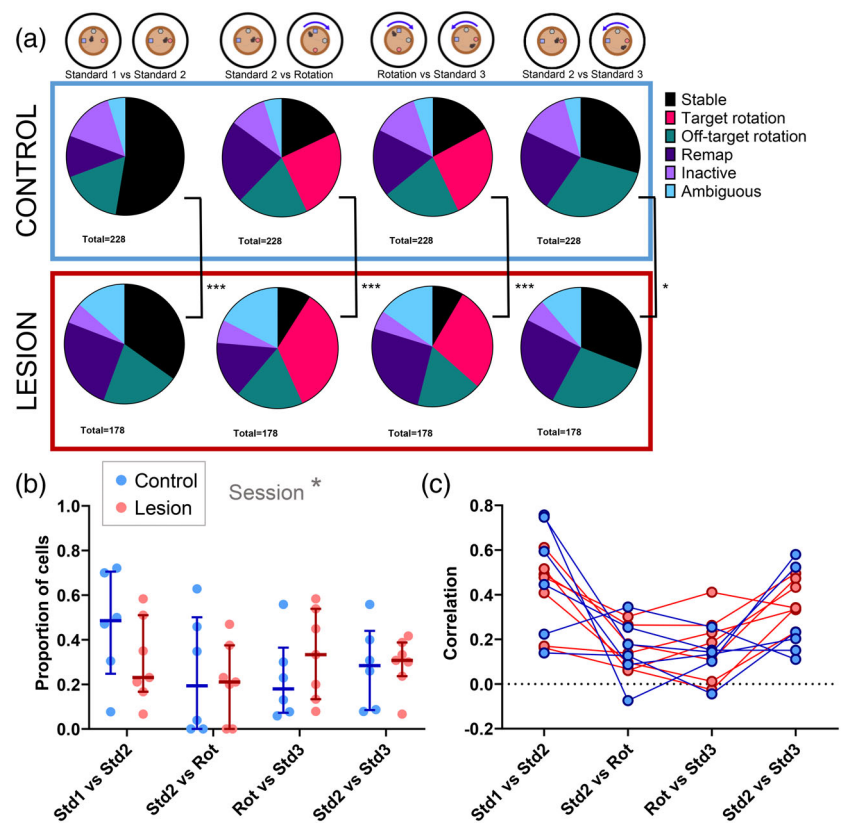 (a)
Standard 1 vs Standard 2
Standard 2 vs Rotation
Rotation vs Standard 3
Standard 2 vs Standard 3
CONTROL
Stable
Target rotation
Off-target rotation
Remap
Inactive
Ambiguous
Total=228
Total=228
Total=228
Total=228
***
***
***
*
LESION
Total=178
Total=178
Total=178
Total=178
(b)
Control
Lesion
Session *
Proportion of cells
1.0
0.8
0.6
0.4
0.2
0.0
Std1 vs Std2
Std2 vs Rot
Rot vs Std3
Std2 vs Std3
(c)
Correlation
0.8
0.6
0.4
0.2
0.0
-0.2
Std1 vs Std2
Std2 vs Rot
Rot vs Std3
Std2 vs Std3